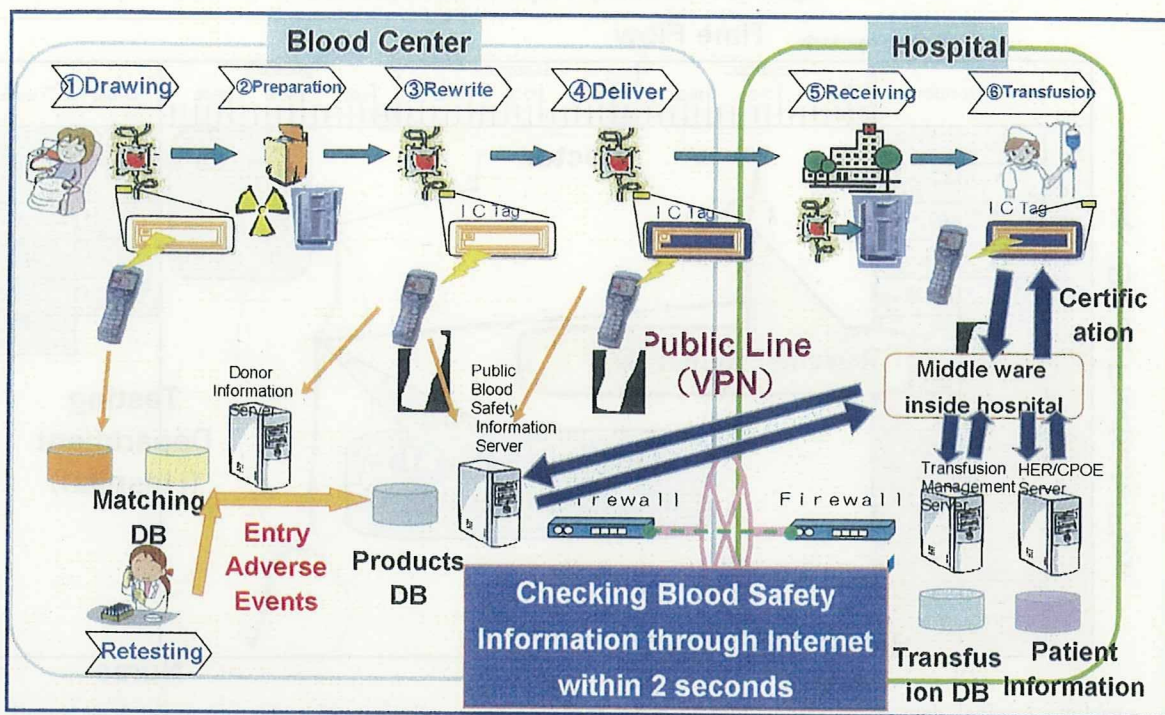 Blood Center
Hospital
①Drawing
②Preparation
③Rewrite
④Deliver
⑤Receiving
⑥Transfusion
I C Tag
I C Tag
I C Tag
Certific
ation
Public Line
(VPN)
Middle ware
inside hospital
Donor
Information
Server
Public
Blood
Safety
Information
Server
Transfusion
Management
Server
HER/CPOE
Server
Matching
DB
Entry
Adverse
Events
Products
DB
Firewall
Firewall
Retesting
Checking Blood Safety
Information through Internet
within 2 seconds
Transfus
ion DB
Patient
Information